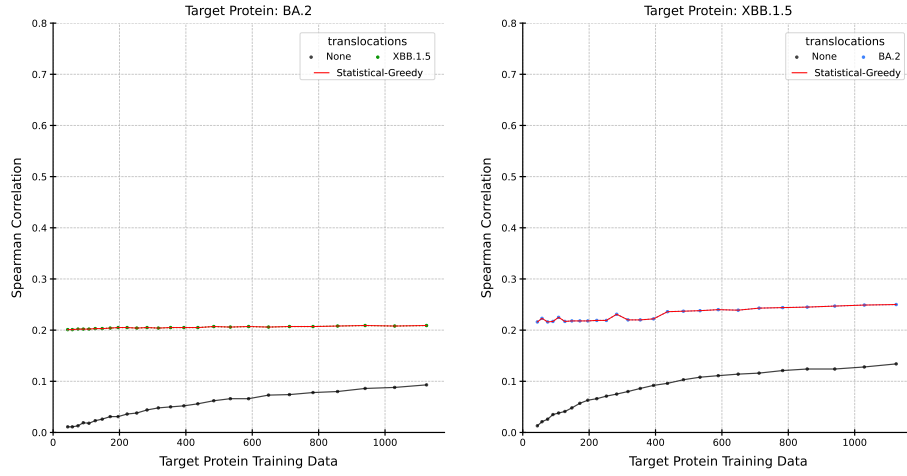 Target Protein: BA.2
0.8
0.7
0.6
0.5
0.4
0.3
0.2
0.1
0.0
Spearman Correlation
translocations
None XBB.1.5
Statistical-Greedy
0 200 400 600 800 1000
Target Protein Training Data
Target Protein: XBB.1.5
0.8
0.7
0.6
0.5
0.4
0.3
0.2
0.1
0.0
Spearman Correlation
translocations
None BA.2
Statistical-Greedy
0 200 400 600 800 1000
Target Protein Training Data